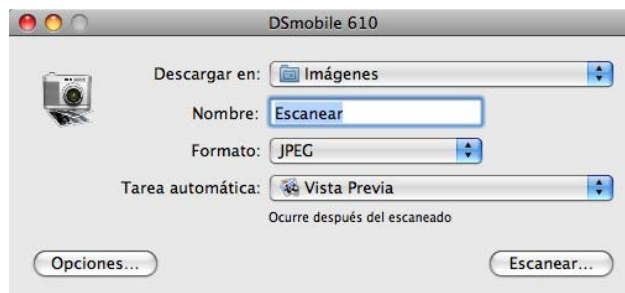 DSmobile 610
Descargar en: Imágenes
Nombre: Escanear
Formato: JPEG
Tarea automática: Vista Previa
Ocurre después del escaneado
Opciones... Escanear...